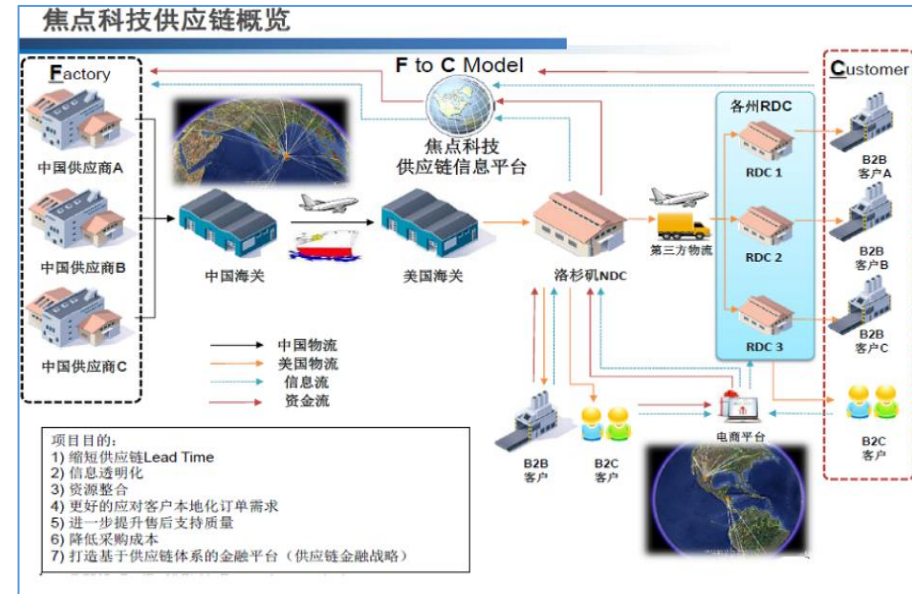 焦点科技供应链概览
Factory
F to C Model
Customer
中国供应商A
中国供应商B
中国供应商C
焦点科技
供应链信息平台
中国海关
美国海关
洛杉矶NDC
第三方物流
各州RDC
RDC 1
RDC 2
RDC 3
B2B
客户A
B2B
客户B
B2B
客户C
B2C
客户
中国物流
美国物流
信息流
资金流
B2B
客户
B2C
客户
电商平台
项目目的:
1) 缩短供应链Lead Time
2) 信息透明化
3) 资源整合
4) 更好的应对客户本地化订单需求
5) 进一步提升售后支持质量
6) 降低采购成本
7) 打造基于供应链体系的金融平台（供应链金融战略）